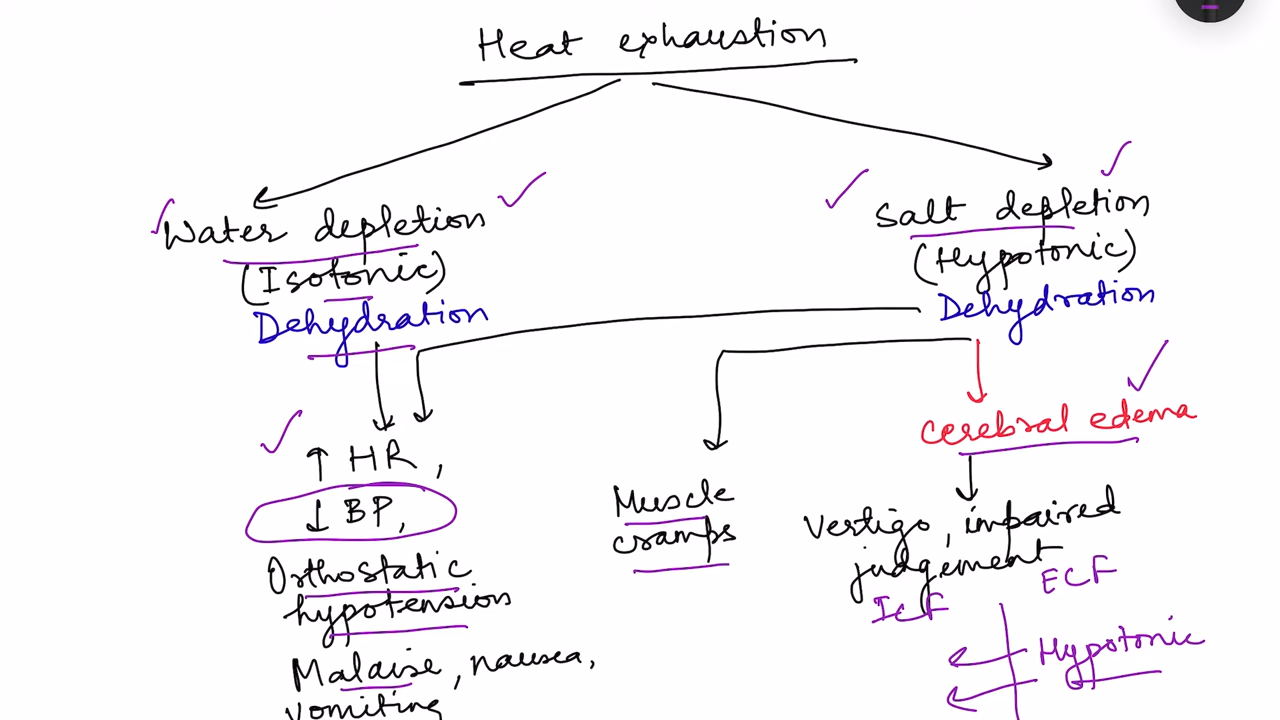 Heat exhaustion
Water depletion
(Isotonic)
Dehydration
Salt depletion
(Hypotonic)
Dehydration
↑ HR,
↓ BP,
Orthostatic
hypotension
Malaise, nausea,
vomiting
Muscle
cramps
Cerebral edema
Vertigo, impaired
judgement
ICF
ECF
Hypotonic